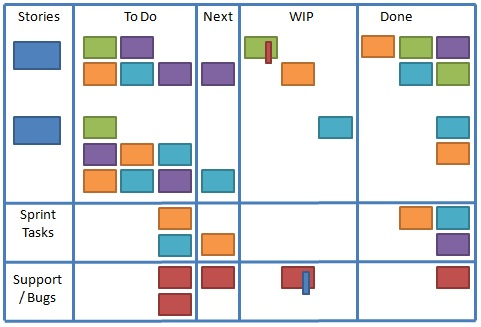 Stories
To Do
Next
WIP
Done
Sprint
Tasks
Support
/ Bugs